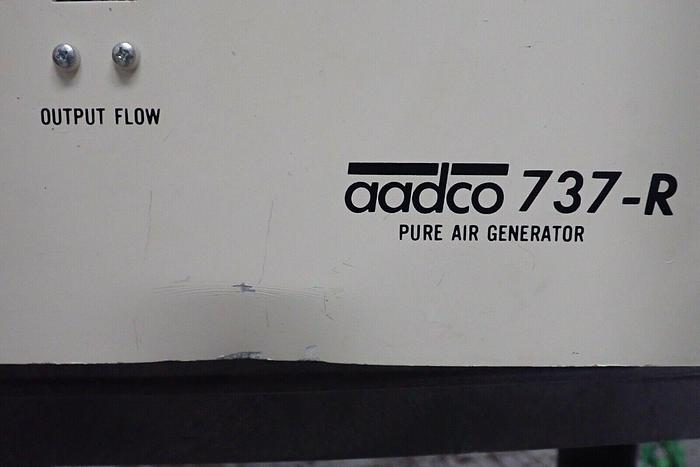 OUTPUT FLOW
aadco 737-R
PURE AIR GENERATOR